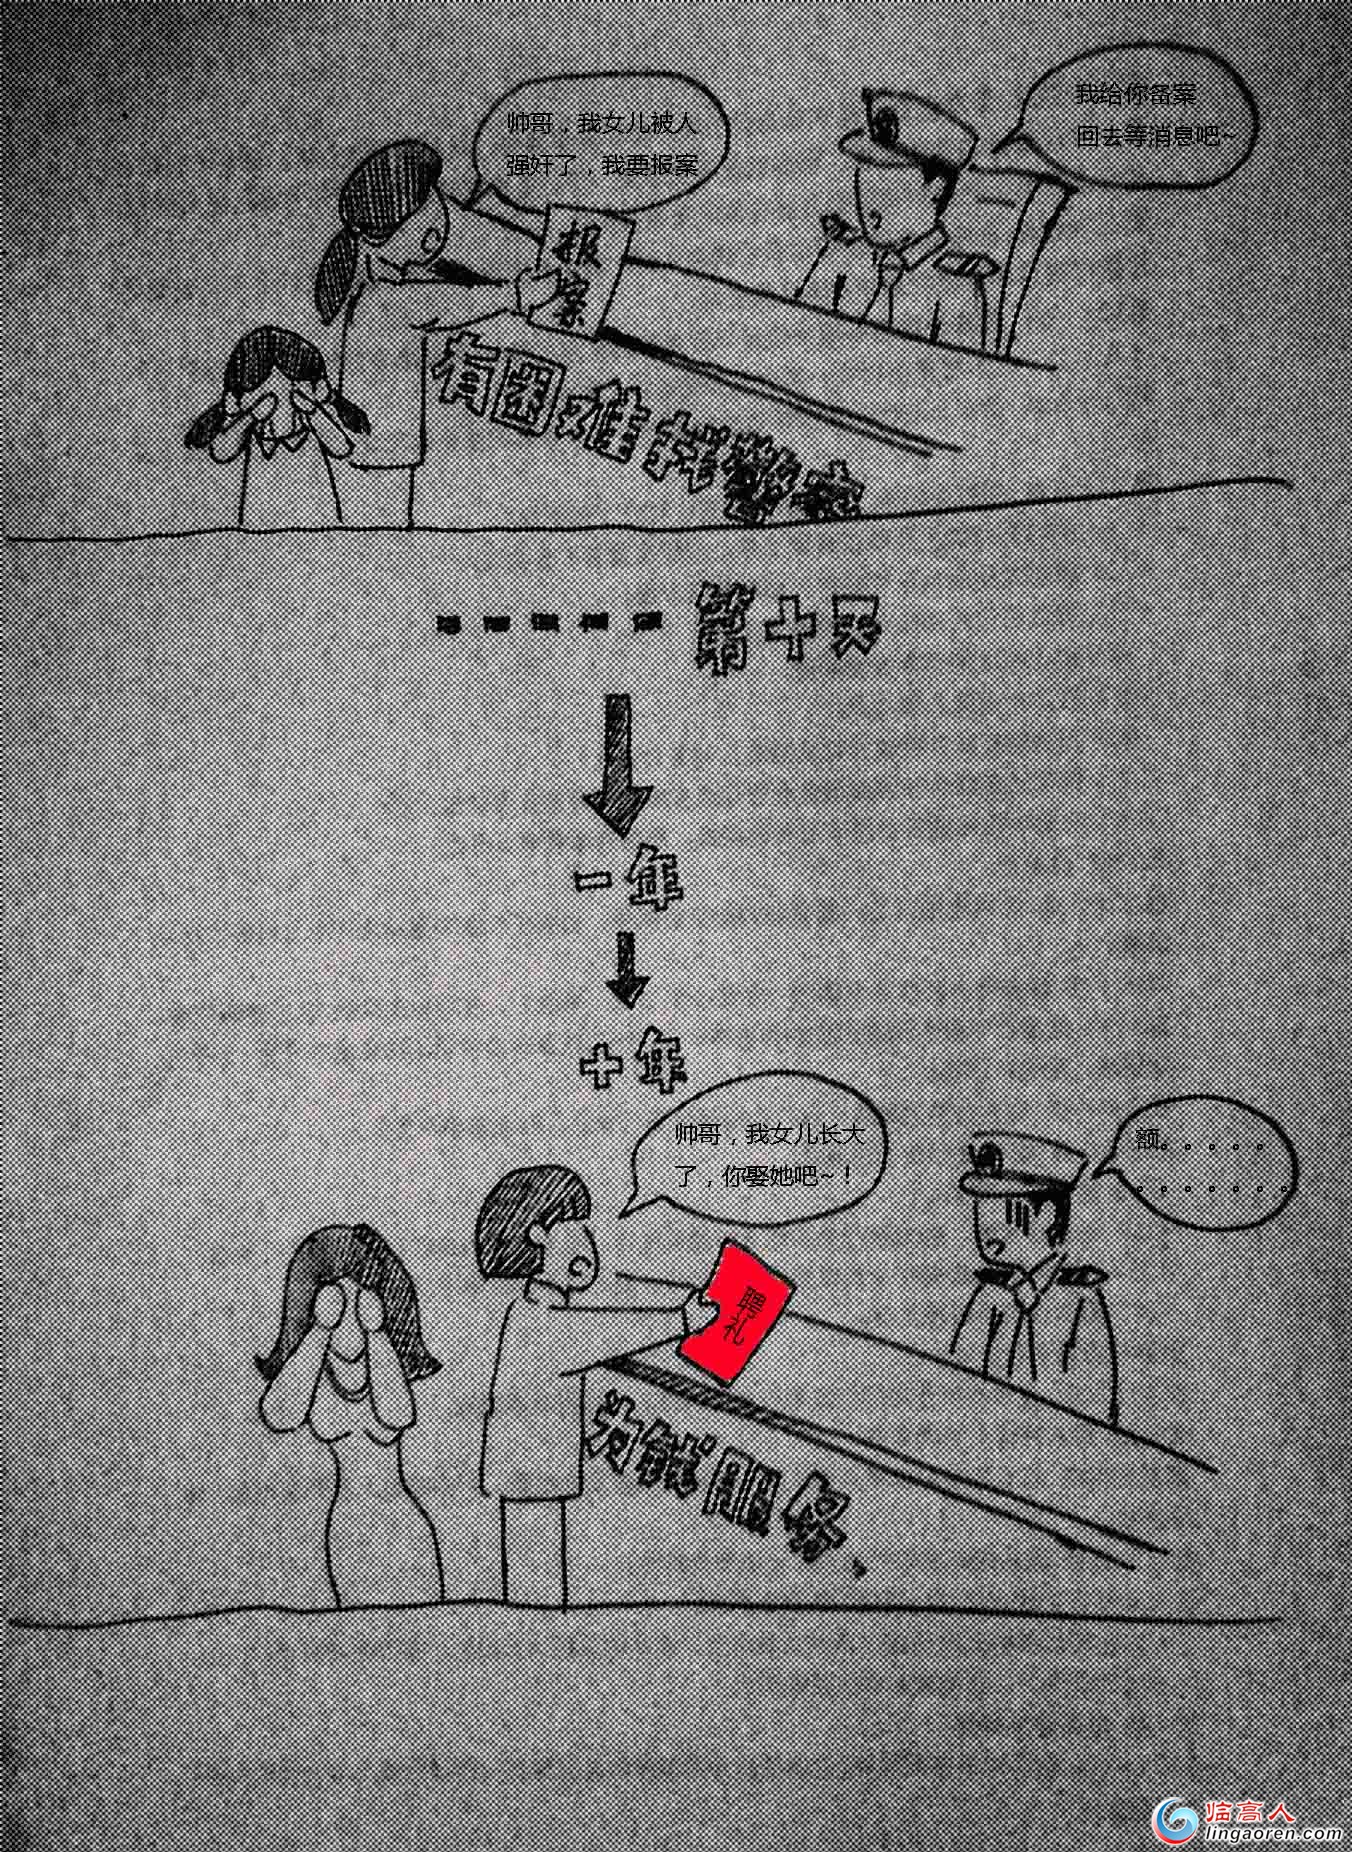 帅哥，我女儿被人
强奸了，我要报案
我给你备案
回去等消息吧~
报
案
有困难找警察
第十天
一年
十年
帅哥，我女儿长大
了，你娶她吧~！
额。。。。。
。。。。。。。
聘礼
为
服务
临高人
lingaoren.com